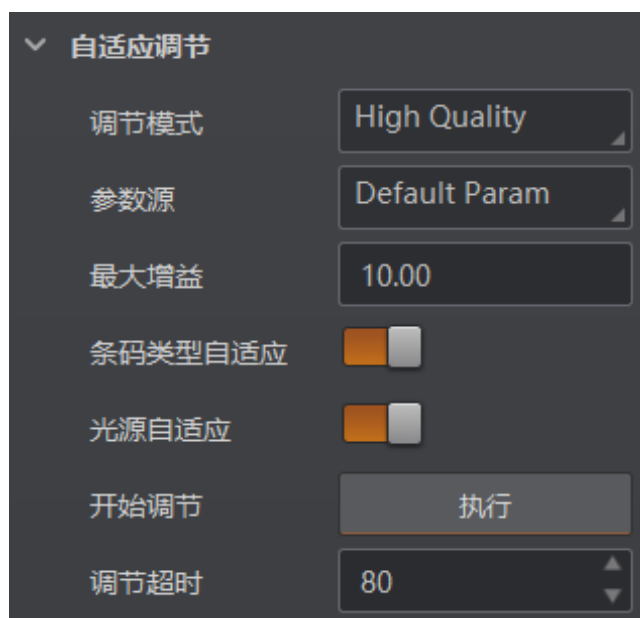 自适应调节
调节模式 High Quality
参数源 Default Param
最大增益 10.00
条码类型自适应
光源自适应
开始调节 执行
调节超时 80